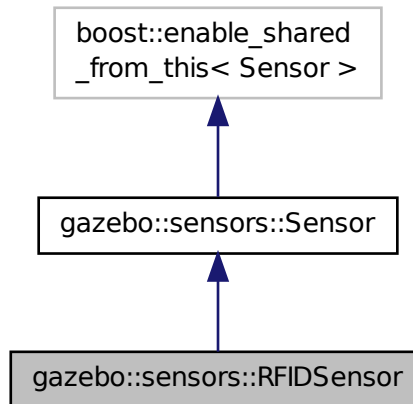 boost::enable_shared
_from_this< Sensor >
gazebo::sensors::Sensor
gazebo::sensors::RFIDSensor